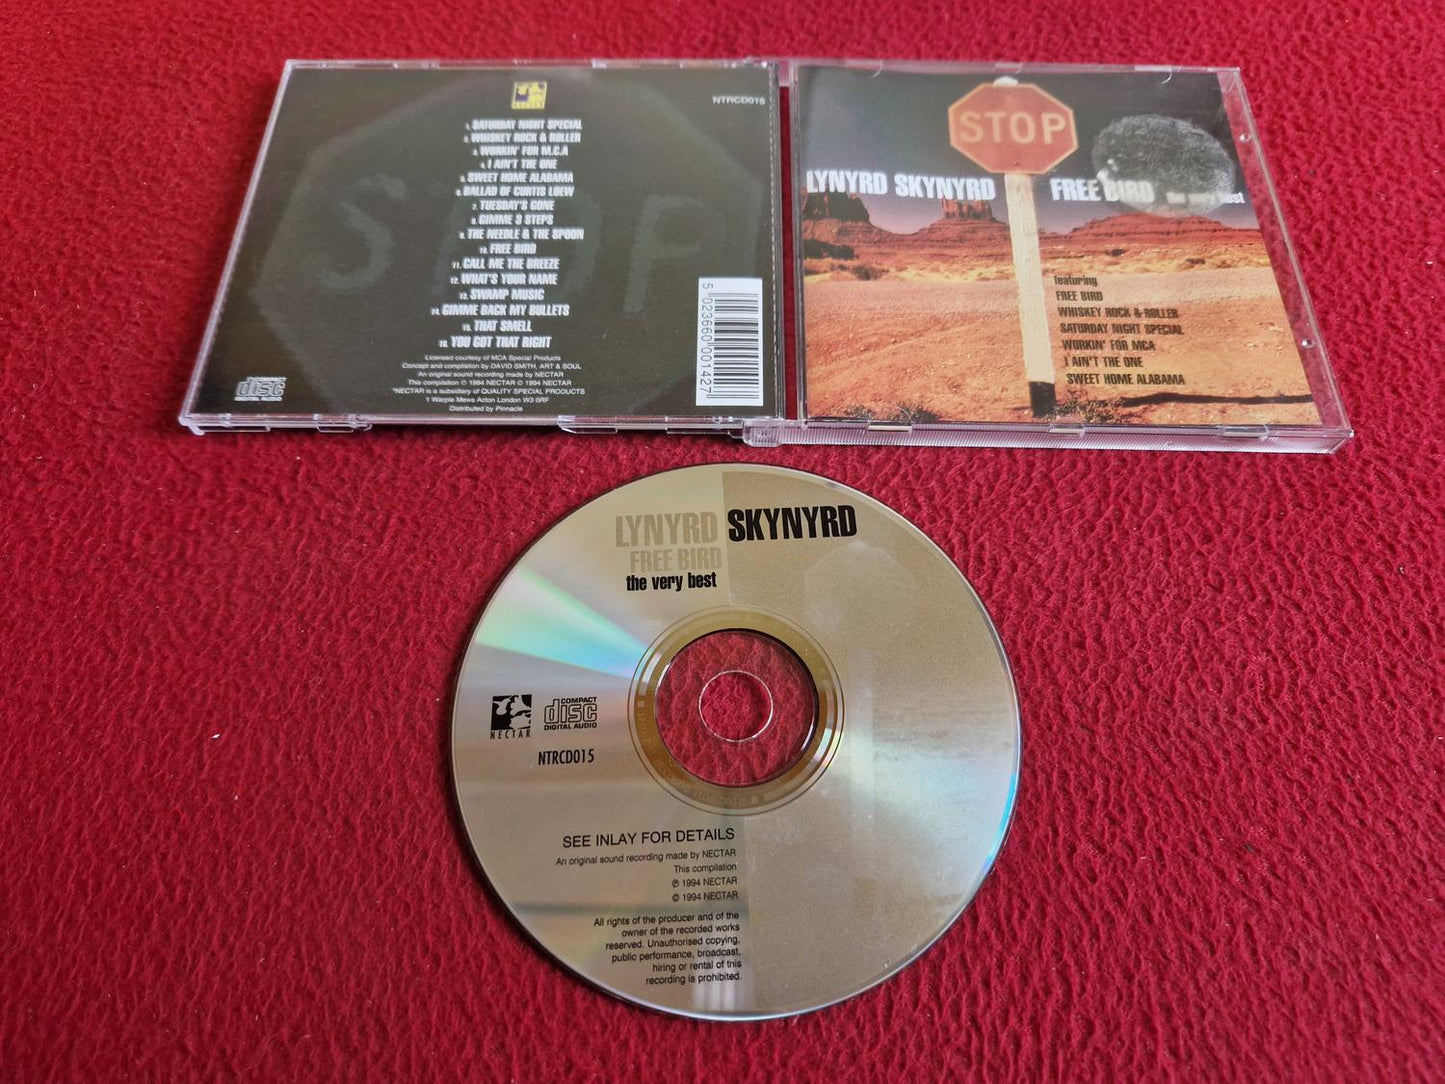 NECTAR
NTRCD015
1. SATURDAY NIGHT SPECIAL
2. WHISKEY ROCK & ROLLER
3. WORKIN' FOR M.C.A
4. I AIN'T THE ONE
5. SWEET HOME ALABAMA
6. BALLAD OF CURTIS LOEW
7. TUESDAY'S GONE
8. GIMME 3 STEPS
9. THE NEEDLE & THE SPOON
10. FREE BIRD
11. CALL ME THE BREEZE
12. WHAT'S YOUR NAME
13. SWAMP MUSIC
14. GIMME BACK MY BULLETS
15. THAT SMELL
16. YOU GOT THAT RIGHT
Licensed courtesy of MCA Special Products
Concept and compilation by DAVID SMITH, ART & SOUL
An original sound recording made by NECTAR
This compilation ℗ 1994 NECTAR © 1994 NECTAR
*NECTAR is a subsidiary of QUALITY SPECIAL PRODUCTS
1 Warple Mews Acton London W3 0RF
Distributed by Pinnacle
COMPACT
disc
DIGITAL AUDIO
5 023660 001427
STOP
STOP
LYNYRD SKYNYRD FREE BIRD the very best
featuring
FREE BIRD
WHISKEY ROCK & ROLLER
SATURDAY NIGHT SPECIAL
WORKIN' FOR MCA
I AIN'T THE ONE
SWEET HOME ALABAMA
LYNYRD SKYNYRD
FREE BIRD
the very best
NECTAR
COMPACT
disc
DIGITAL AUDIO
NTRCD015
SEE INLAY FOR DETAILS
An original sound recording made by NECTAR
This compilation
℗ 1994 NECTAR
© 1994 NECTAR
All rights of the producer and of the
owner of the recorded works
reserved. Unauthorised copying,
public performance, broadcast,
hiring or rental of this
recording is prohibited.